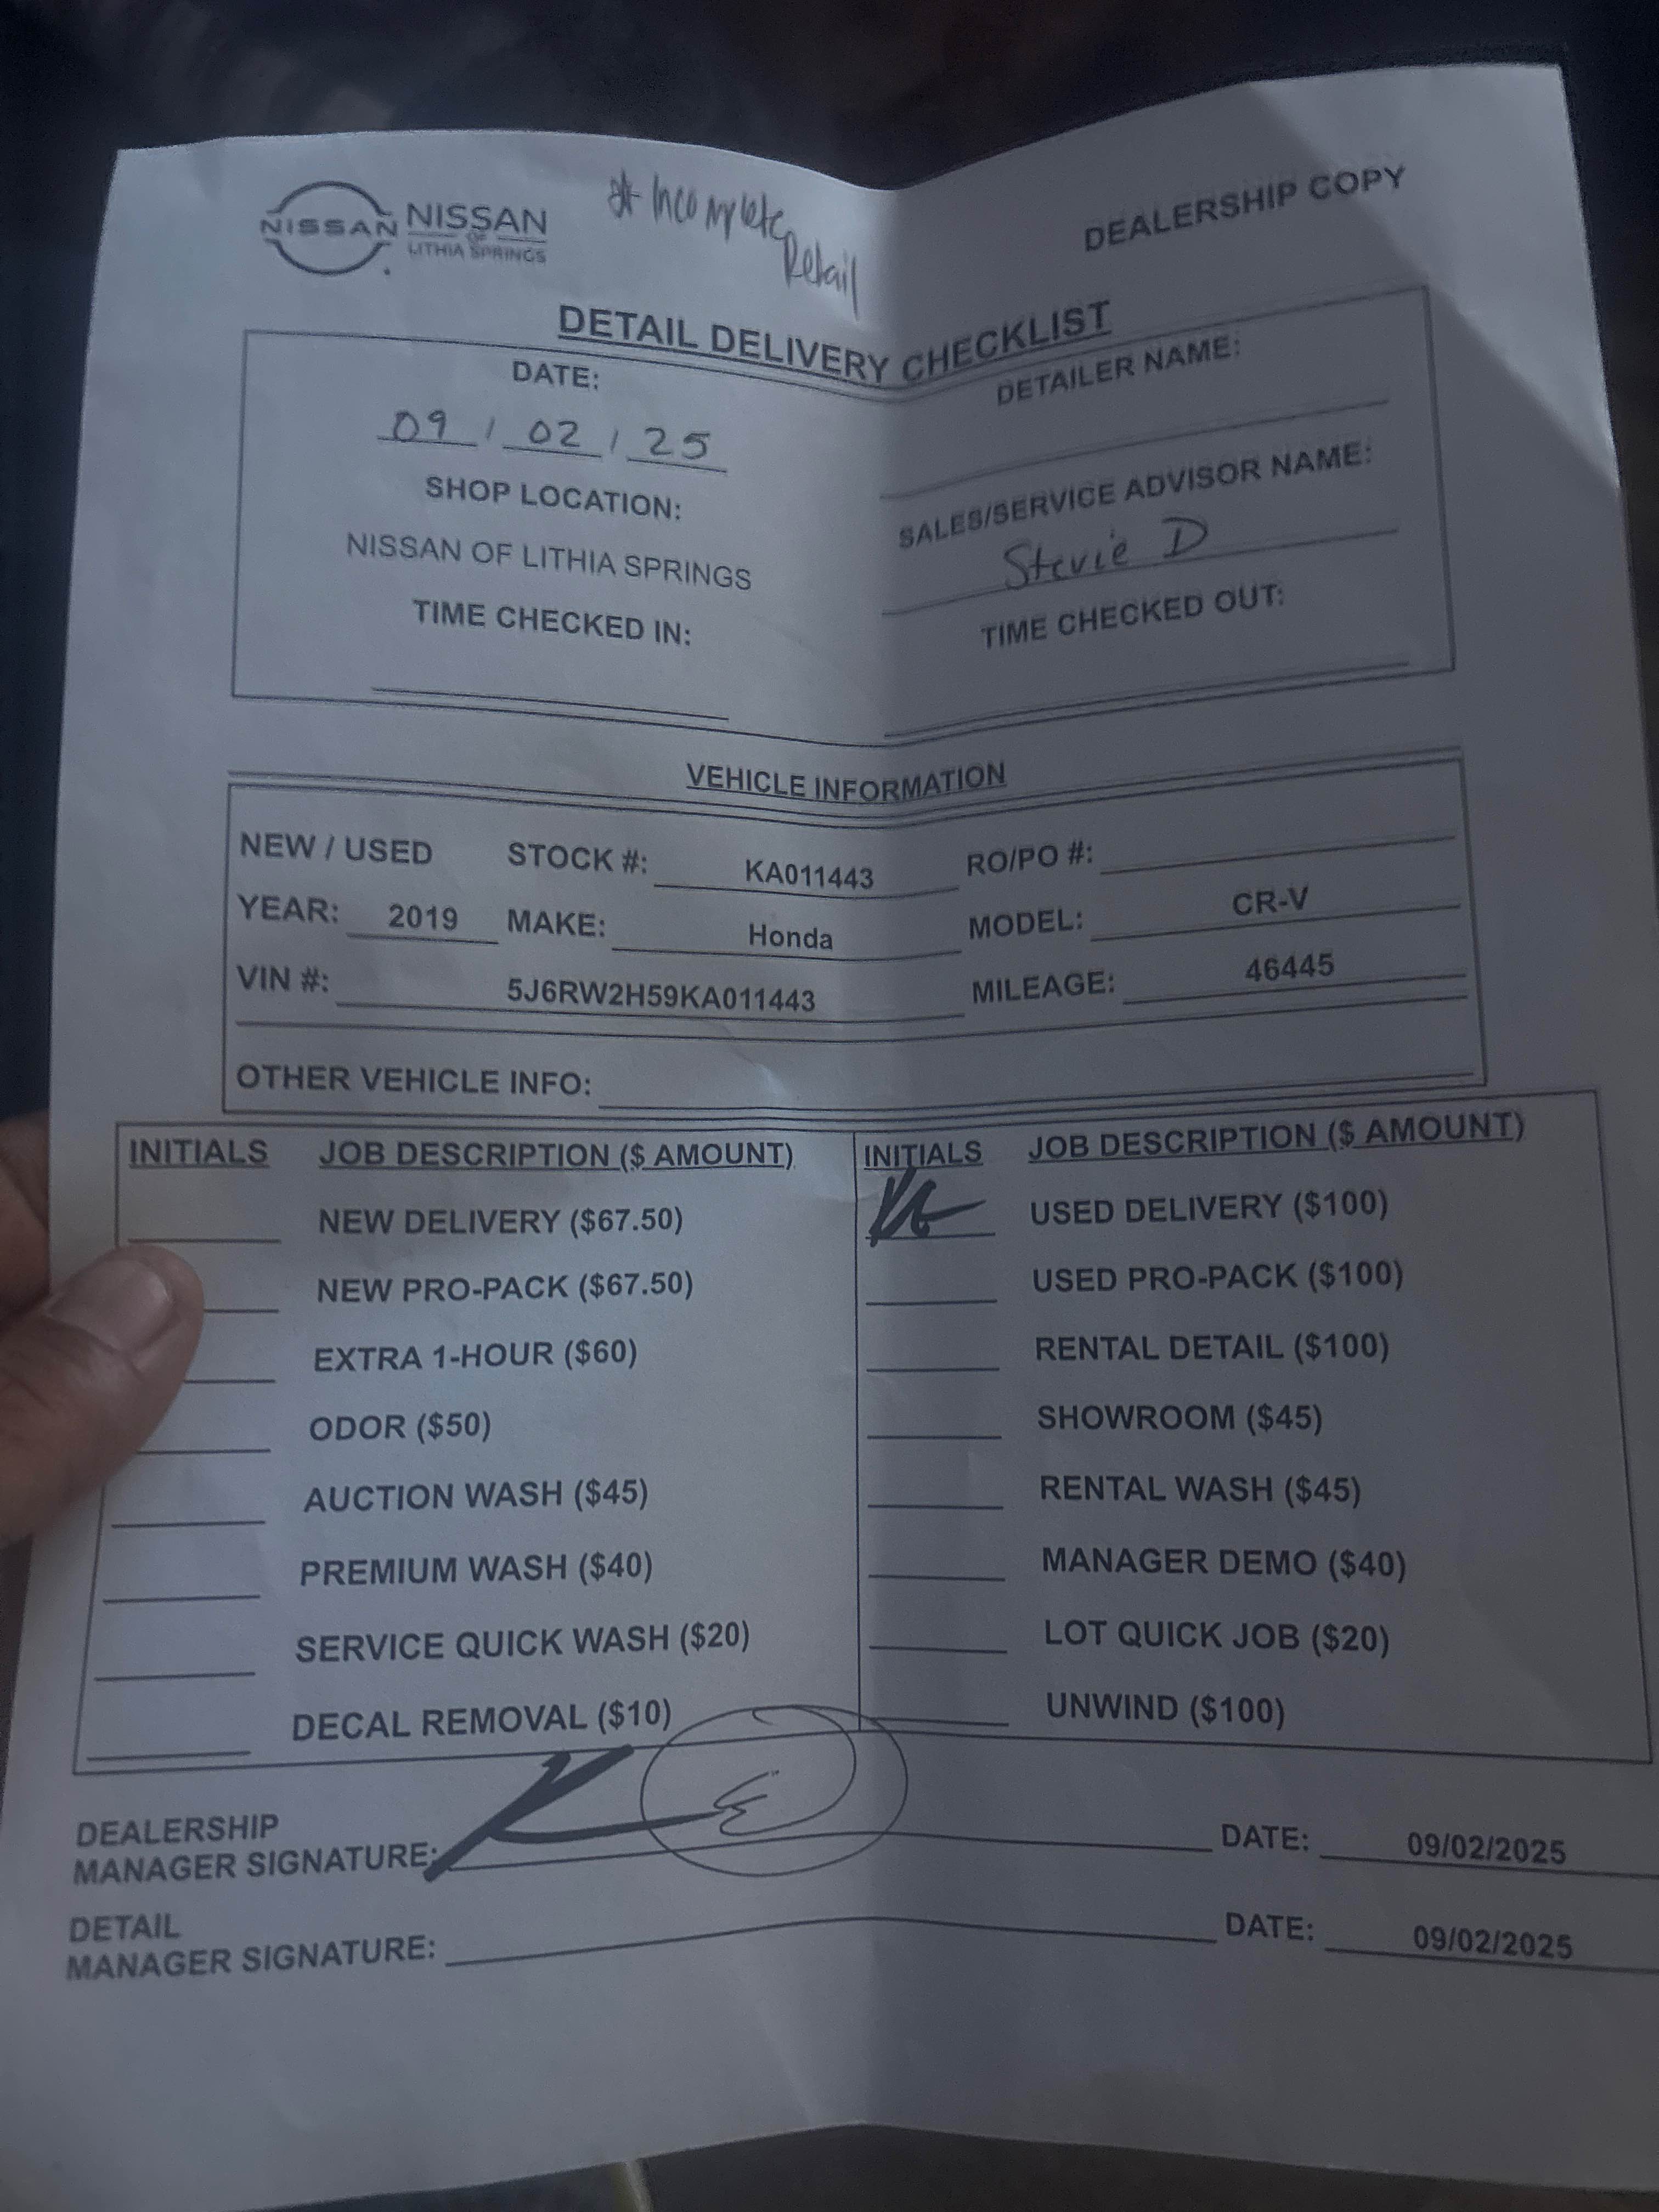 NISSAN NISSAN
OF
LITHIA SPRINGS
* Incomplete
Detail
DEALERSHIP COPY
DETAIL DELIVERY CHECKLIST
DATE:
09 / 02 / 25
SHOP LOCATION:
NISSAN OF LITHIA SPRINGS
TIME CHECKED IN:
DETAILER NAME:
SALES/SERVICE ADVISOR NAME:
Stevie D
TIME CHECKED OUT:
VEHICLE INFORMATION
NEW / USED STOCK #: KA011443 RO/PO #:
YEAR: 2019 MAKE: Honda MODEL: CR-V
VIN #: 5J6RW2H59KA011443 MILEAGE: 46445
OTHER VEHICLE INFO:
INITIALS JOB DESCRIPTION ($ AMOUNT)
NEW DELIVERY ($67.50)
NEW PRO-PACK ($67.50)
EXTRA 1-HOUR ($60)
ODOR ($50)
AUCTION WASH ($45)
PREMIUM WASH ($40)
SERVICE QUICK WASH ($20)
DECAL REMOVAL ($10)
INITIALS JOB DESCRIPTION ($ AMOUNT)
USED DELIVERY ($100)
USED PRO-PACK ($100)
RENTAL DETAIL ($100)
SHOWROOM ($45)
RENTAL WASH ($45)
MANAGER DEMO ($40)
LOT QUICK JOB ($20)
UNWIND ($100)
DEALERSHIP
MANAGER SIGNATURE: DATE: 09/02/2025
DETAIL
MANAGER SIGNATURE: DATE: 09/02/2025